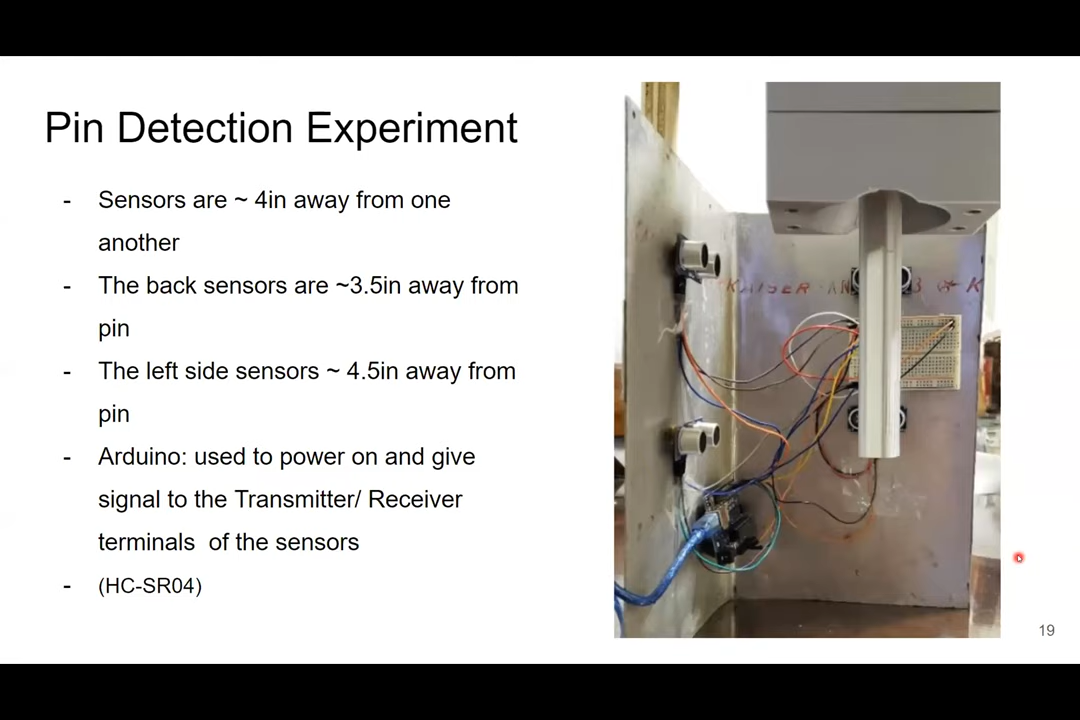 Pin Detection Experiment
- Sensors are ~ 4in away from one
another
- The back sensors are ~3.5in away from
pin
- The left side sensors ~ 4.5in away from
pin
- Arduino: used to power on and give
signal to the Transmitter/ Receiver
terminals of the sensors
- (HC-SR04)
KAISER
19